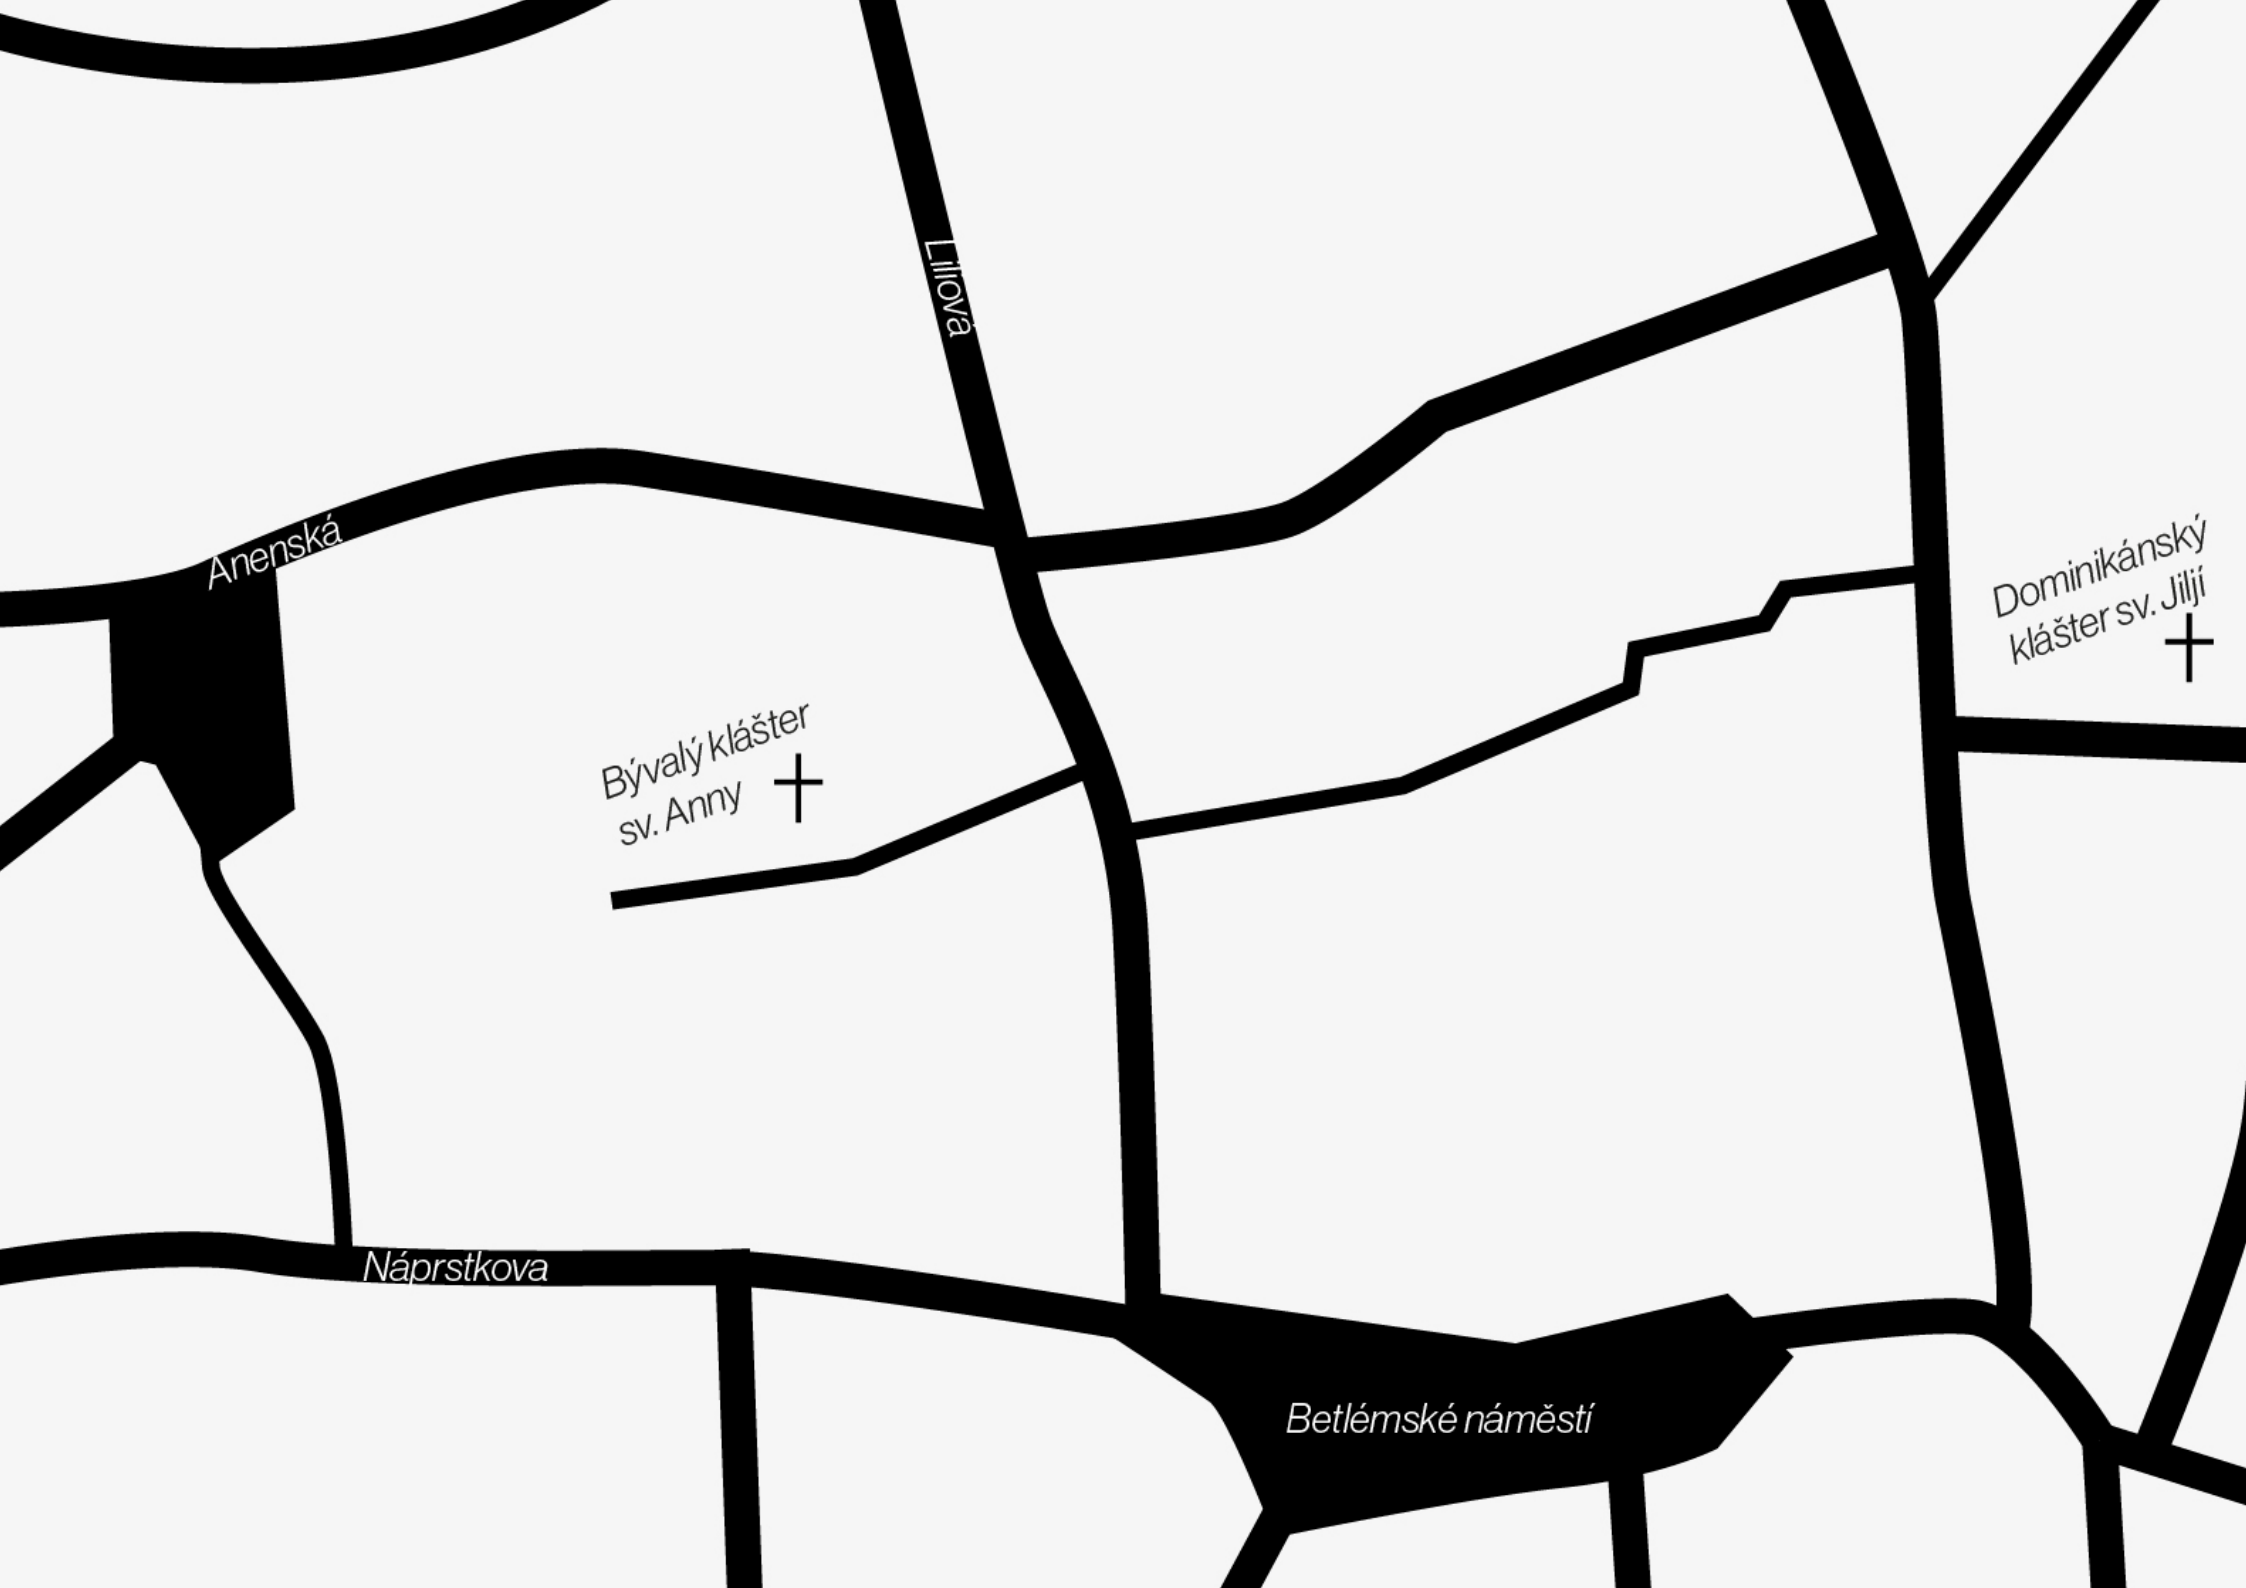 Liliová
Anenská
Dominikánský
klášter sv. Jiljí
Bývalý klášter
sv. Anny
Náprstkova
Betlémské náměstí